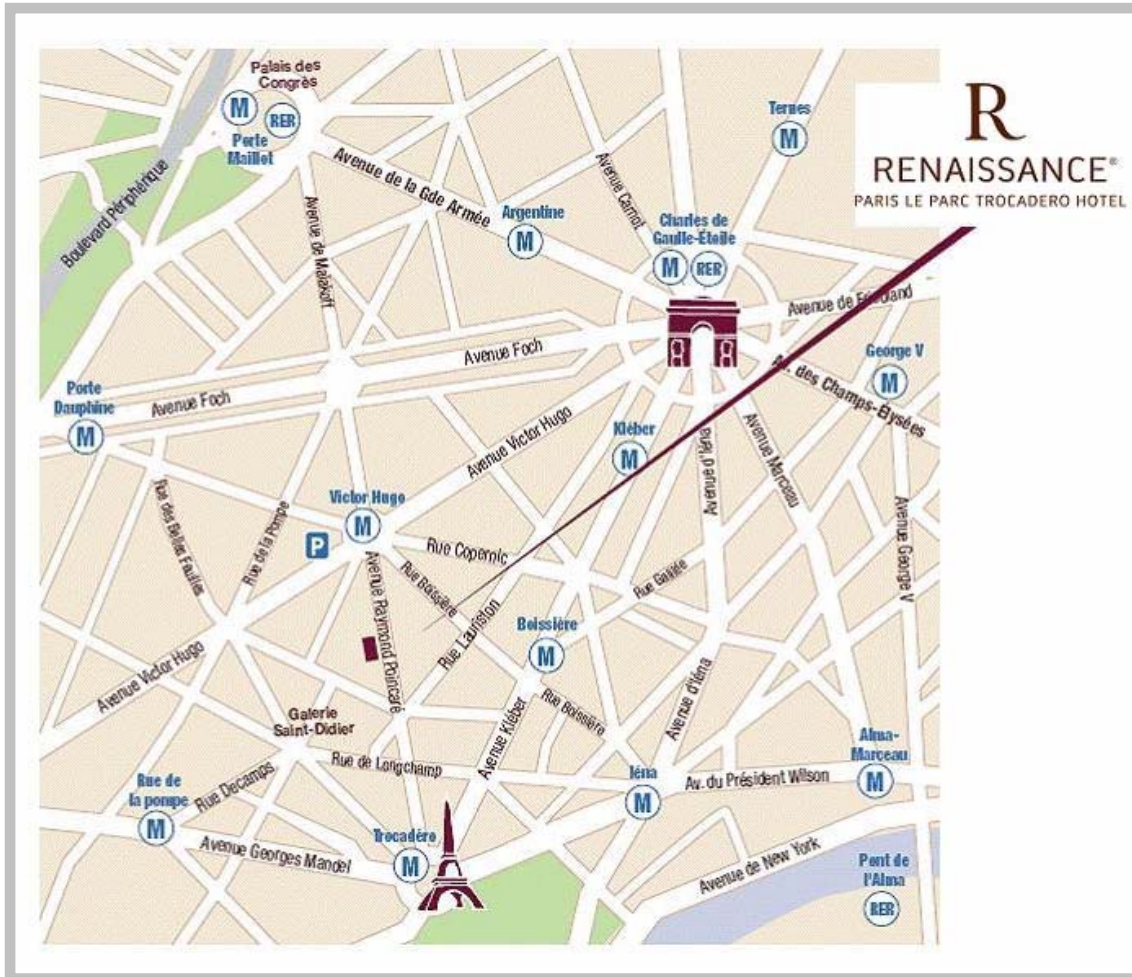 Palais des
Congrès
M
RER
Porte
Maillot
Ternes
M
R
RENAISSANCE®
PARIS LE PARC TROCADERO HOTEL
Boulevard Périphérique
Avenue de la Gde Armée
Avenue Carnot
Argentine
M
Charles de
Gaulle-Étoile
M
RER
Avenue de Malakoff
Avenue de Friedland
Avenue Foch
George V
M
Av. des Champs-Elysées
Porte
Dauphine
M
Avenue Foch
Avenue Victor Hugo
Kléber
M
Avenue d'Iéna
Avenue Marceau
Victor Hugo
M
P
Rue des Belles Feuilles
Rue de la Pompe
Rue Copernic
Avenue George V
Rue Boissière
Rue Galilée
Avenue Raymond Poincaré
Rue Lauriston
Boissière
M
Avenue Victor Hugo
Avenue d'Iéna
Rue Boissière
Galerie
Saint-Didier
Avenue Kléber
Alma-
Marceau
M
Rue de Longchamp
Rue de
la pompe
M
Rue Decamps
Iéna
M
Av. du Président Wilson
Trocadéro
M
Avenue Georges Mandel
Avenue de New York
Pont de
l'Alma
RER